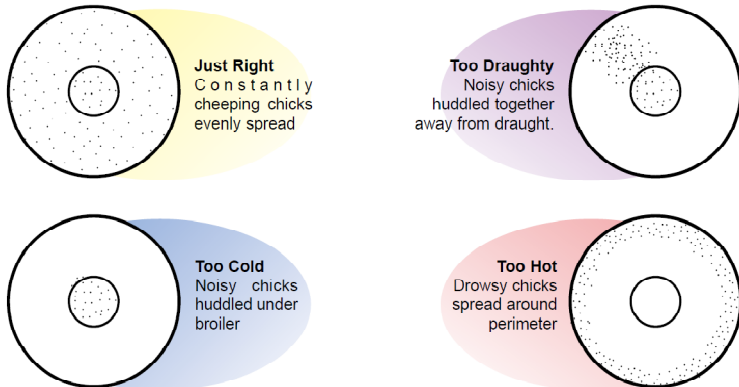 Just Right
Constantly
cheeping chicks
evenly spread
Too Draughty
Noisy chicks
huddled together
away from draught.
Too Cold
Noisy chicks
huddled under
broiler
Too Hot
Drowsy chicks
spread around
perimeter